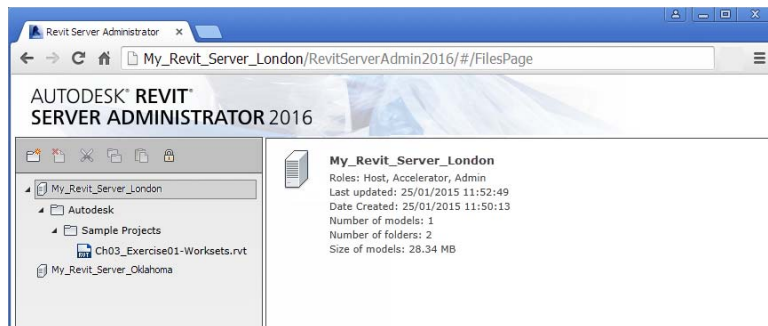 Revit Server Administrator ×
My_Revit_Server_London/RevitServerAdmin2016/#/FilesPage
AUTODESK® REVIT®
SERVER ADMINISTRATOR 2016
My_Revit_Server_London
Autodesk
Sample Projects
Ch03_Exercise01-Worksets.rvt
My_Revit_Server_Oklahoma
My_Revit_Server_London
Roles: Host, Accelerator, Admin
Last updated: 25/01/2015 11:52:49
Date Created: 25/01/2015 11:50:13
Number of models: 1
Number of folders: 2
Size of models: 28.34 MB